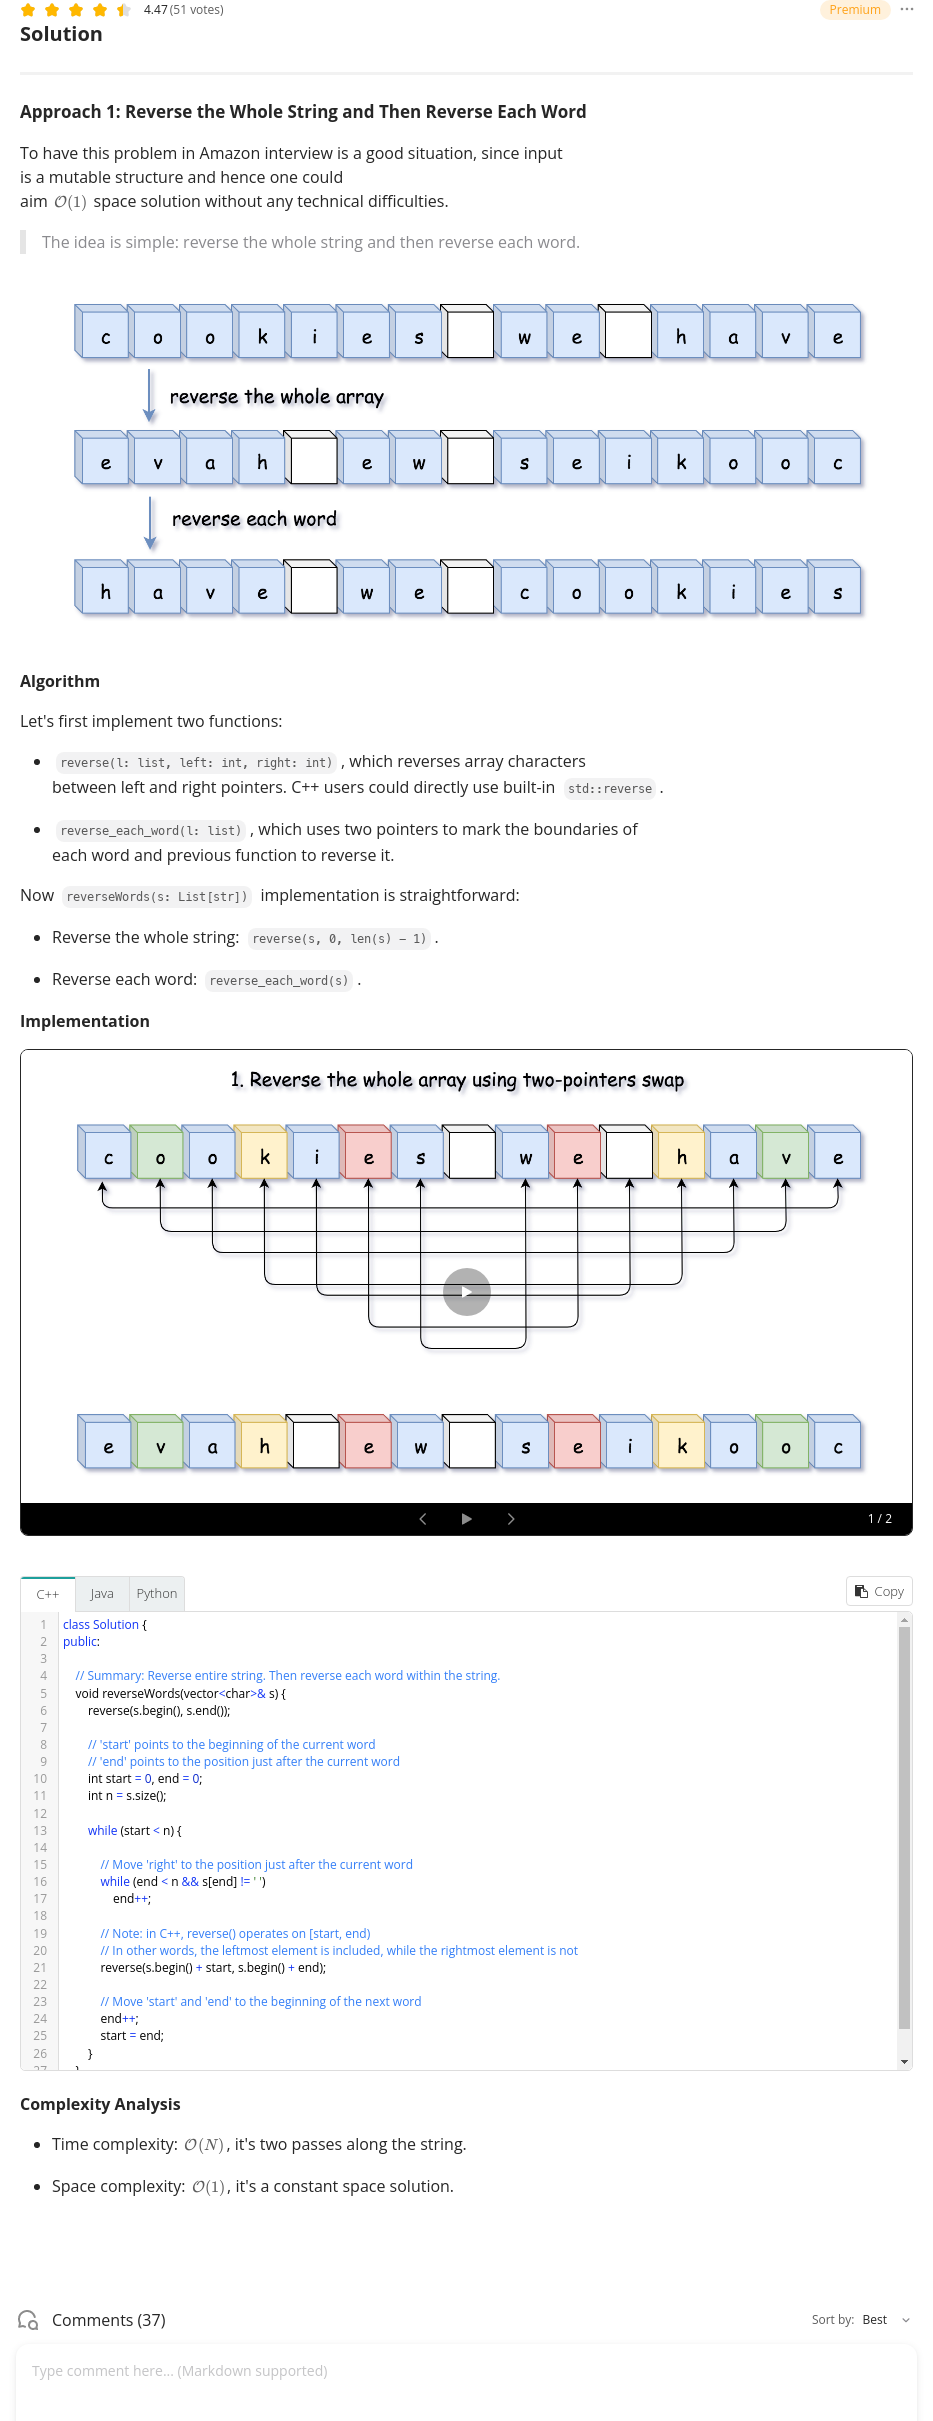 4.47 (51 votes)
Premium
Solution
Approach 1: Reverse the Whole String and Then Reverse Each Word
To have this problem in Amazon interview is a good situation, since input
is a mutable structure and hence one could
aim O(1) space solution without any technical difficulties.
The idea is simple: reverse the whole string and then reverse each word.
c o o k i e s w e h a v e
reverse the whole array
e v a h e w s e i k o o c
reverse each word
h a v e w e c o o k i e s
Algorithm
Let's first implement two functions:
reverse(l: list, left: int, right: int) , which reverses array characters
between left and right pointers. C++ users could directly use built-in std::reverse .
reverse_each_word(l: list) , which uses two pointers to mark the boundaries of
each word and previous function to reverse it.
Now reverseWords(s: List[str]) implementation is straightforward:
Reverse the whole string: reverse(s, 0, len(s) – 1) .
Reverse each word: reverse_each_word(s) .
Implementation
1. Reverse the whole array using two-pointers swap
c o o k i e s w e h a v e
e v a h e w s e i k o o c
1 / 2
C++ Java Python
Copy
1 class Solution {
2 public:
3
4 // Summary: Reverse entire string. Then reverse each word within the string.
5 void reverseWords(vector<char>& s) {
6 reverse(s.begin(), s.end());
7
8 // 'start' points to the beginning of the current word
9 // 'end' points to the position just after the current word
10 int start = 0, end = 0;
11 int n = s.size();
12
13 while (start < n) {
14
15 // Move 'right' to the position just after the current word
16 while (end < n && s[end] != ' ')
17 end++;
18
19 // Note: in C++, reverse() operates on [start, end)
20 // In other words, the leftmost element is included, while the rightmost element is not
21 reverse(s.begin() + start, s.begin() + end);
22
23 // Move 'start' and 'end' to the beginning of the next word
24 end++;
25 start = end;
26 }
27 }
Complexity Analysis
Time complexity: O(N), it's two passes along the string.
Space complexity: O(1), it's a constant space solution.
Comments (37)
Sort by: Best
Type comment here... (Markdown supported)